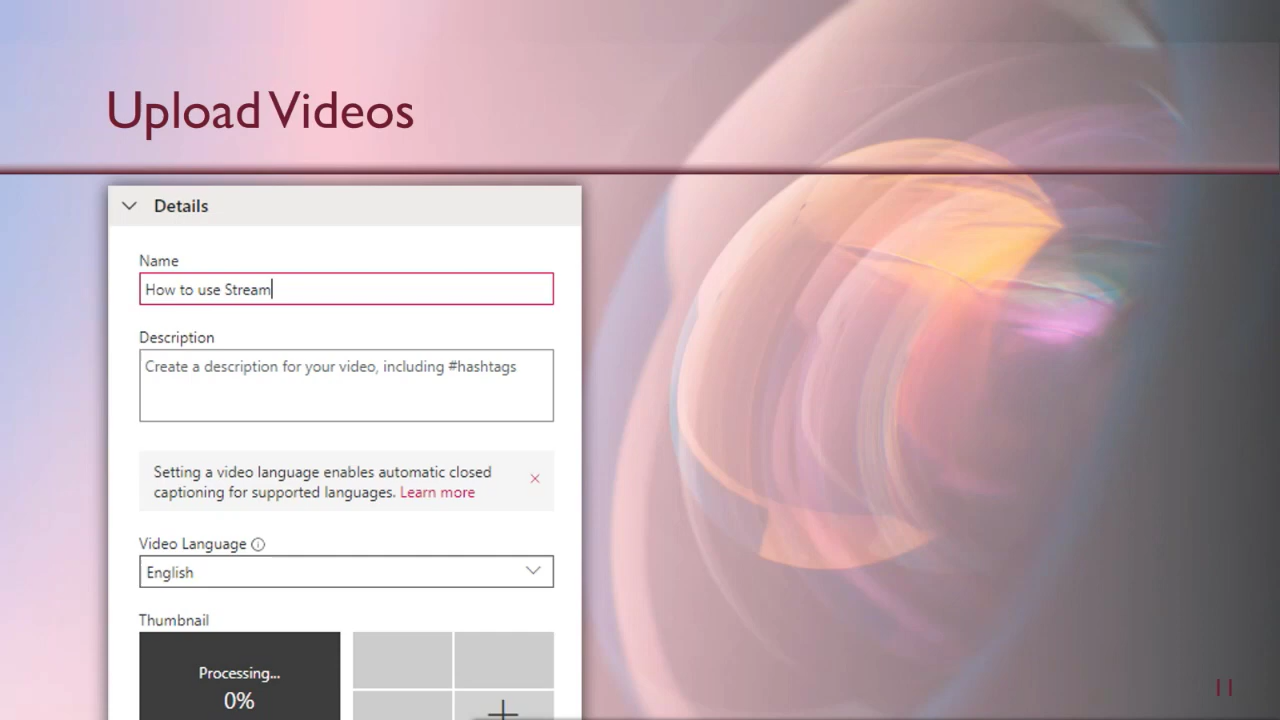 Upload Videos
Details
Name
How to use Stream
Description
Create a description for your video, including #hashtags
Setting a video language enables automatic closed
captioning for supported languages. Learn more
Video Language
English
Thumbnail
Processing...
0%
11